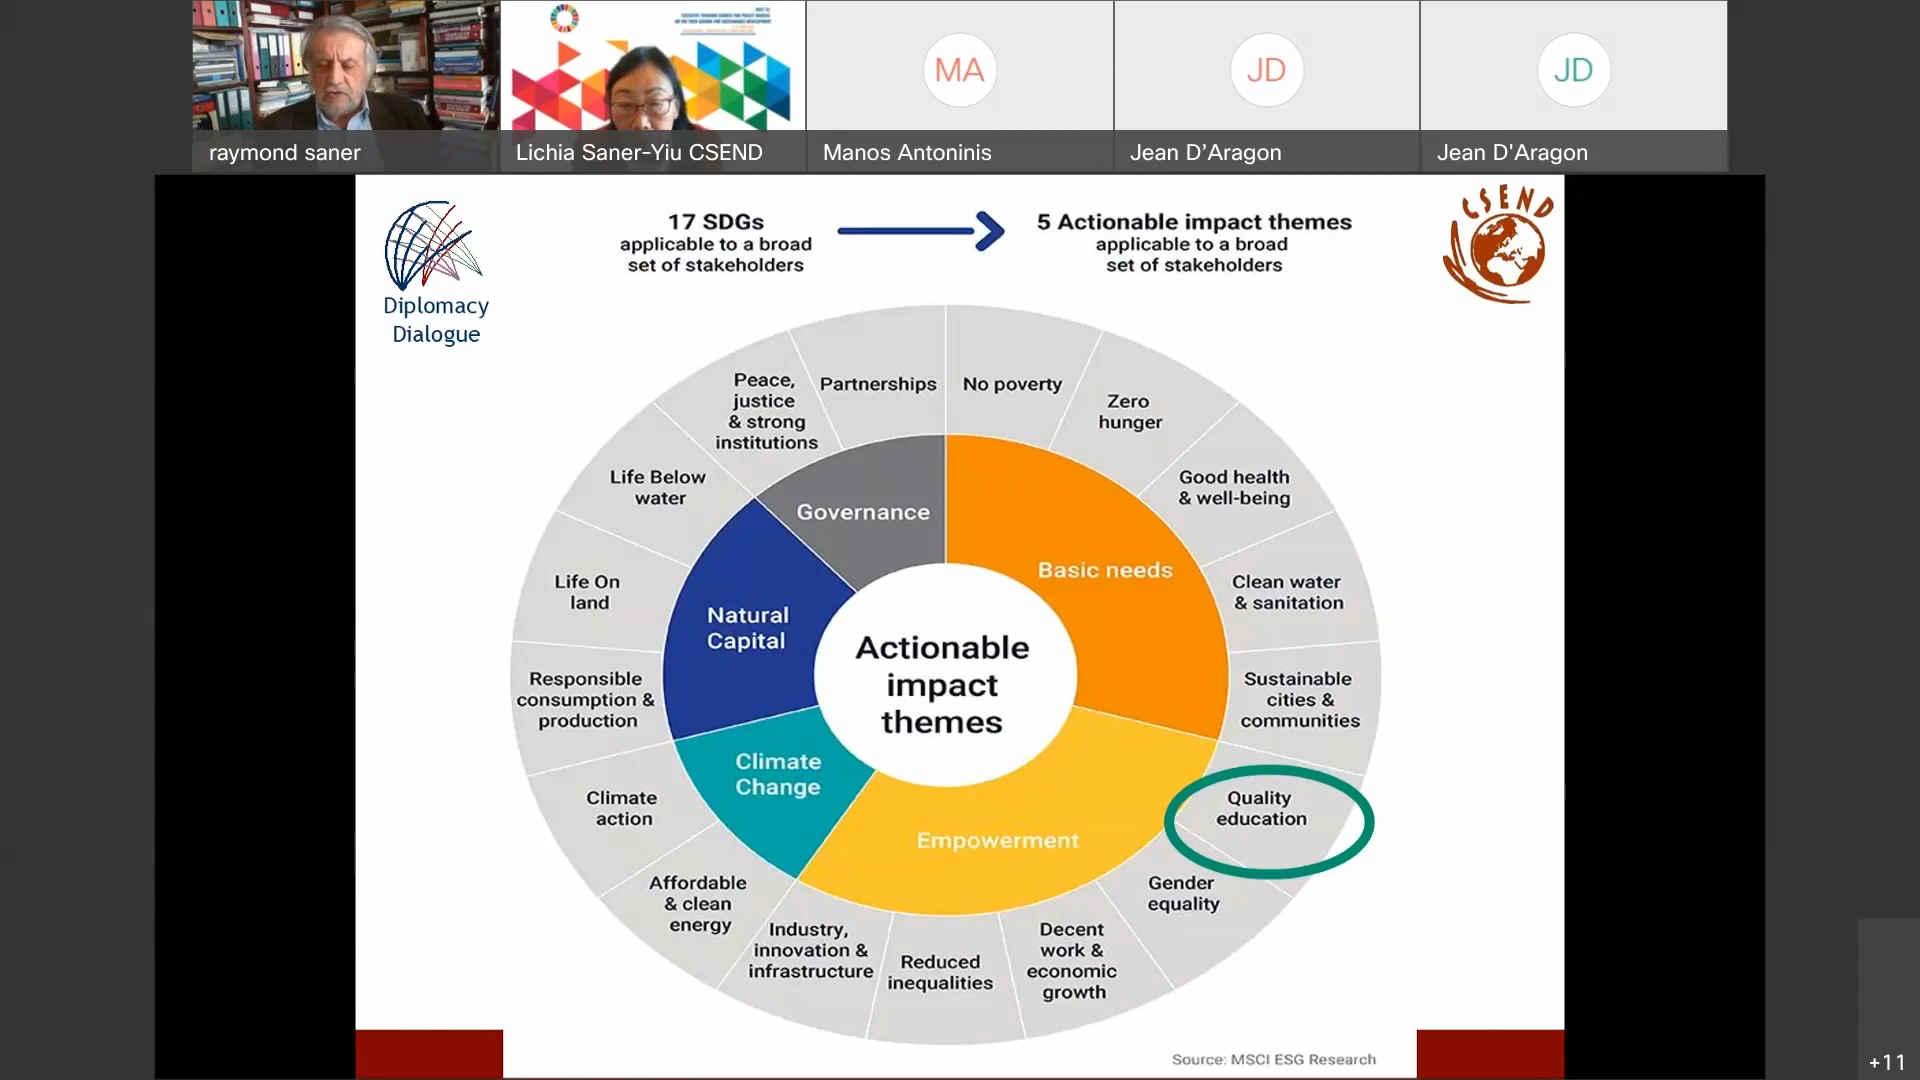 MA
JD
JD
raymond saner
Lichia Saner-Yiu CSEND
Manos Antoninis
Jean D’Aragon
Jean D'Aragon
Diplomacy
Dialogue
17 SDGs
applicable to a broad
set of stakeholders
5 Actionable impact themes
applicable to a broad
set of stakeholders
CSEND
Peace,
justice
& strong
institutions
Partnerships
No poverty
Zero
hunger
Good health
& well-being
Clean water
& sanitation
Sustainable
cities &
communities
Quality
education
Gender
equality
Decent
work &
economic
growth
Reduced
inequalities
Industry,
innovation &
infrastructure
Affordable
& clean
energy
Climate
action
Responsible
consumption &
production
Life On
land
Life Below
water
Governance
Basic needs
Natural
Capital
Climate
Change
Empowerment
Actionable
impact
themes
Source: MSCI ESG Research
+11